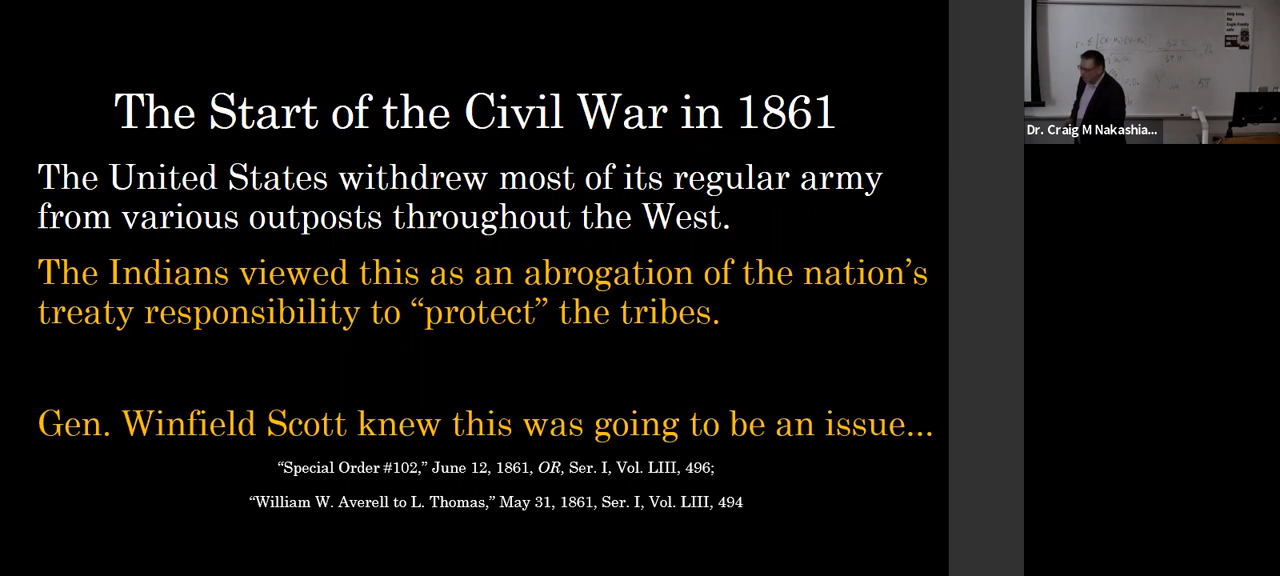 The Start of the Civil War in 1861
The United States withdrew most of its regular army
from various outposts throughout the West.
The Indians viewed this as an abrogation of the nation’s
treaty responsibility to “protect” the tribes.
Gen. Winfield Scott knew this was going to be an issue...
“Special Order #102,” June 12, 1861, OR, Ser. I, Vol. LIII, 496;
“William W. Averell to L. Thomas,” May 31, 1861, Ser. I, Vol. LIII, 494
Dr. Craig M Nakashia...